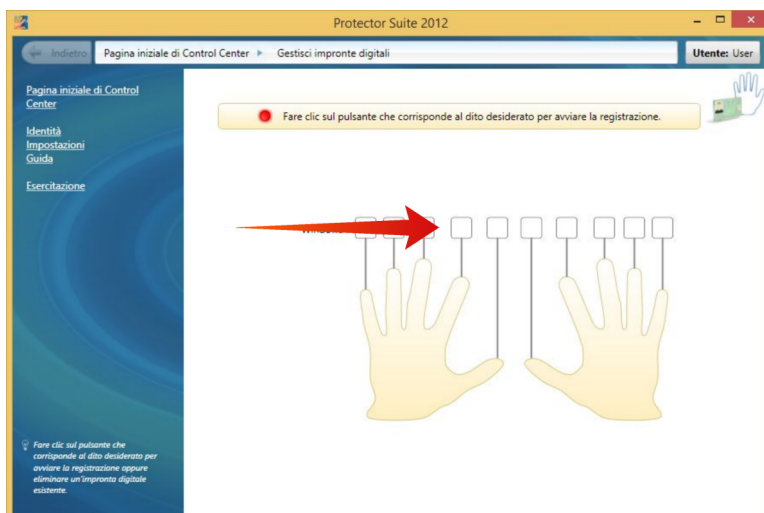 Protector Suite 2012
Indietro Pagina iniziale di Control Center Gestisci impronte digitali Utente: User
Pagina iniziale di Control
Center
Identità
Impostazioni
Guida
Esercitazione
Fare clic sul pulsante che corrisponde al dito desiderato per avviare la registrazione.
Fare clic sul pulsante che
corrisponde al dito desiderato per
avviare la registrazione oppure
eliminare un'impronta digitale
esistente.